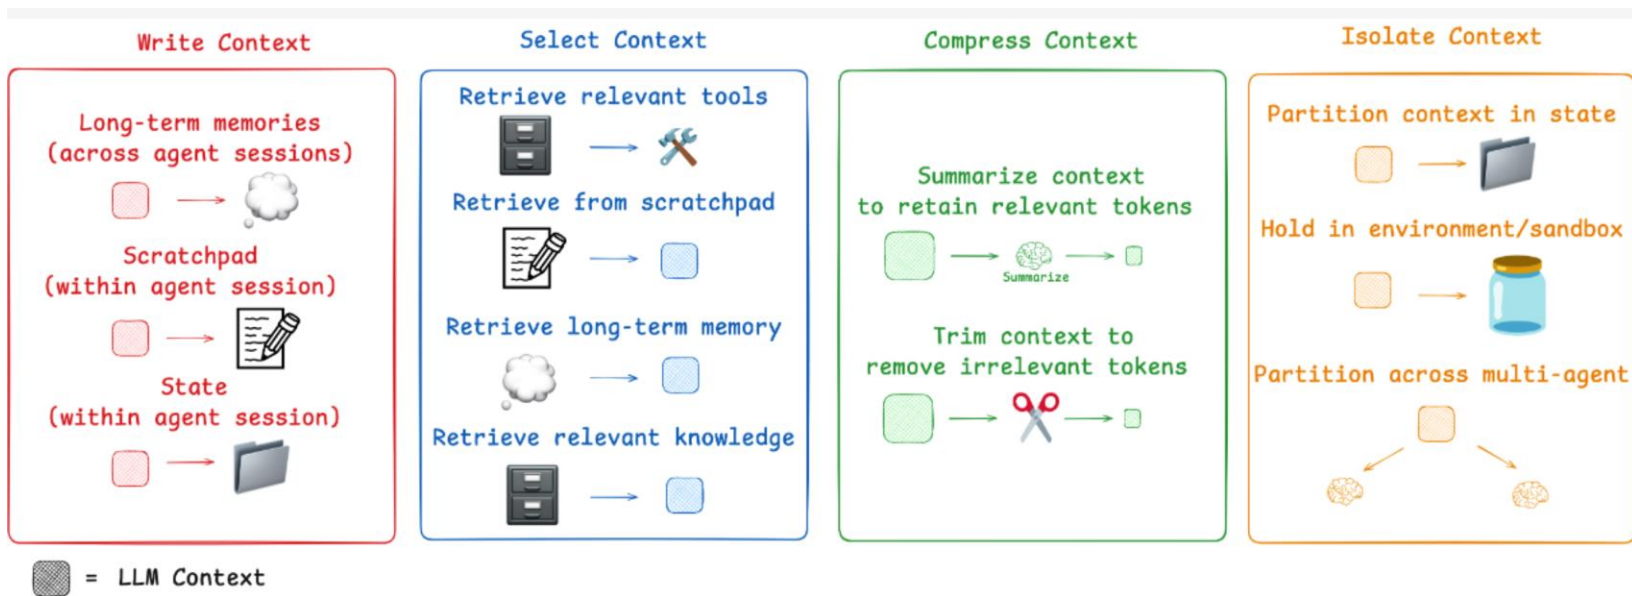 Write Context
Long-term memories
(across agent sessions)
Scratchpad
(within agent session)
State
(within agent session)
Select Context
Retrieve relevant tools
Retrieve from scratchpad
Retrieve long-term memory
Retrieve relevant knowledge
Compress Context
Summarize context
to retain relevant tokens
Summarize
Trim context to
remove irrelevant tokens
Isolate Context
Partition context in state
Hold in environment/sandbox
Partition across multi-agent
= LLM Context